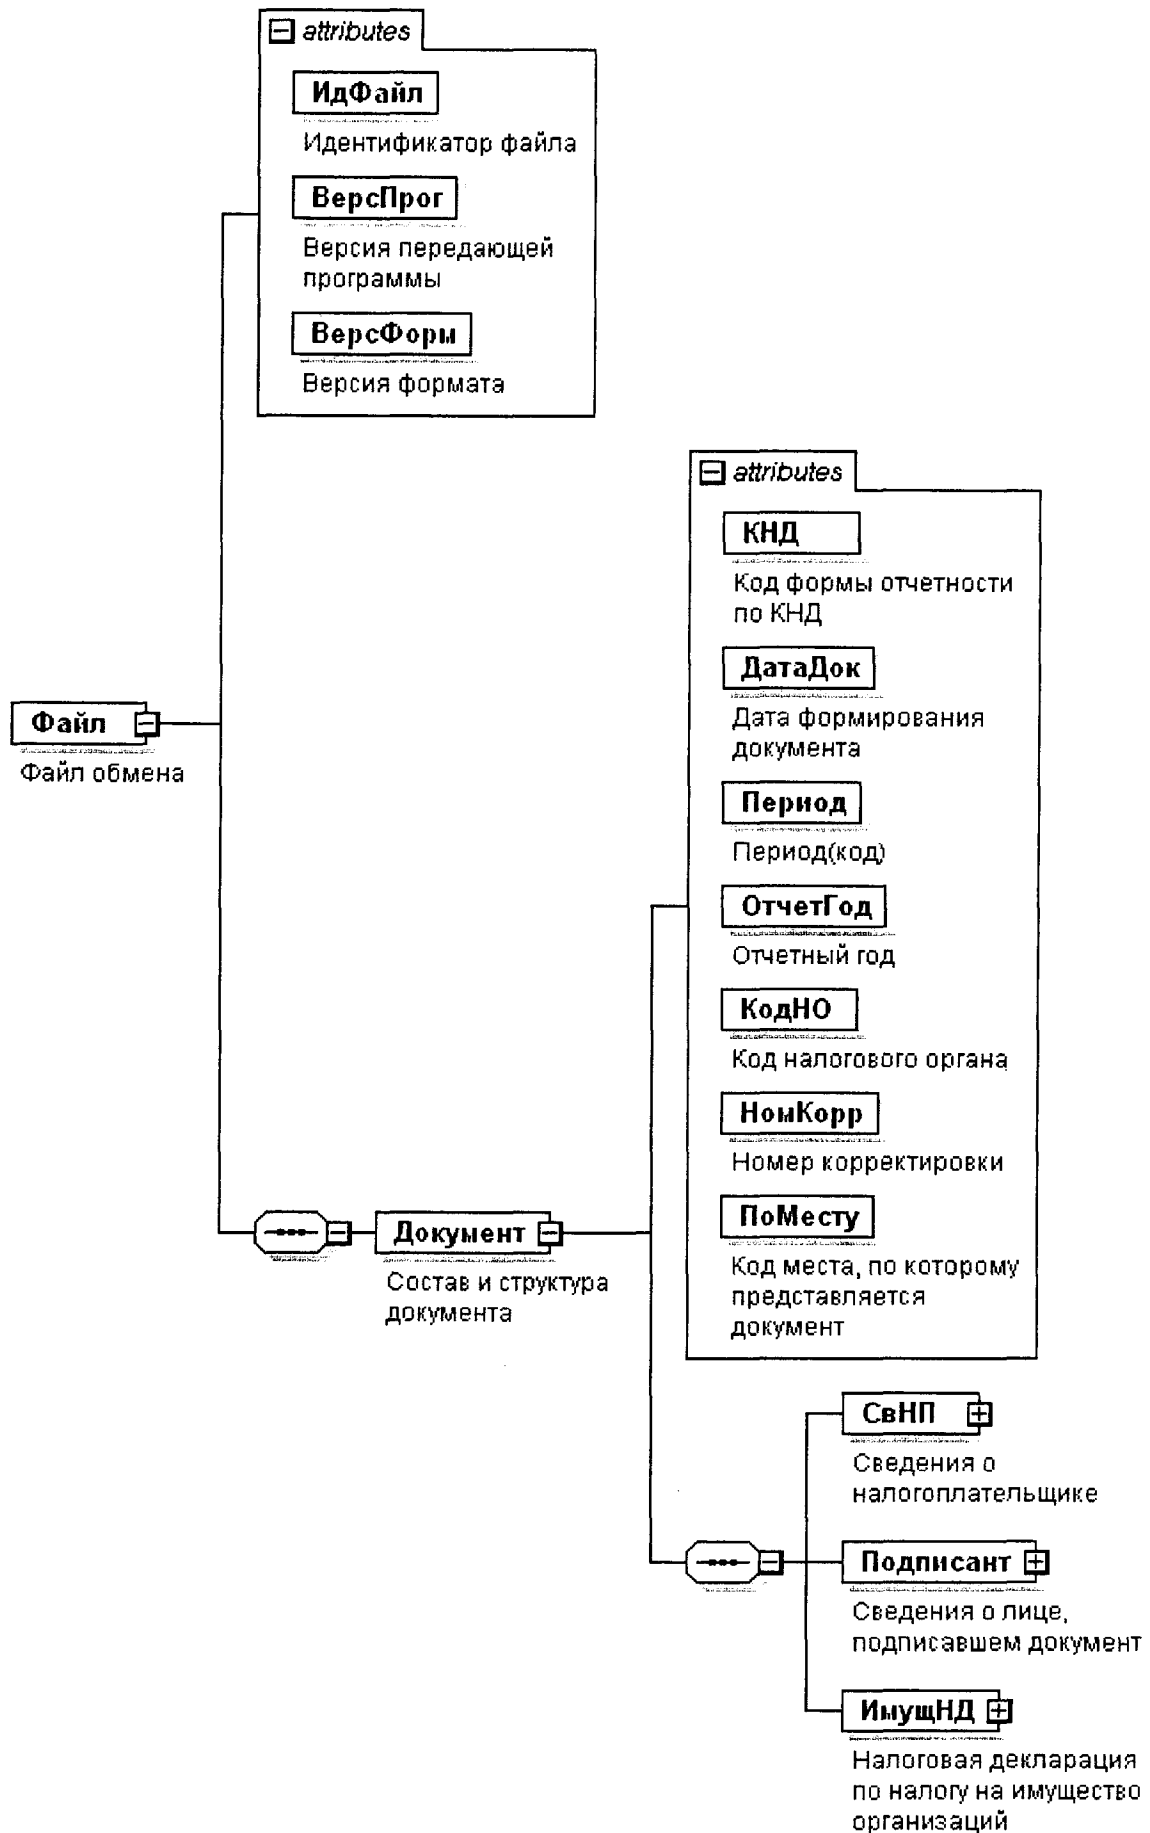 attributes
ИдФайл
Идентификатор файла
ВерсПрог
Версия передающей
программы
ВерсФорм
Версия формата
attributes
КНД
Код формы отчетности
по КНД
ДатаДок
Дата формирования
документа
Период
Период(код)
ОтчетГод
Отчетный год
КодНО
Код налогового органа
НомКорр
Номер корректировки
ПоМесту
Код места, по которому
представляется
документ
Файл
Файл обмена
Документ
Состав и структура
документа
СвНП
Сведения о
налогоплательщике
Подписант
Сведения о лице,
подписавшем документ
ИмущНД
Налоговая декларация
по налогу на имущество
организаций